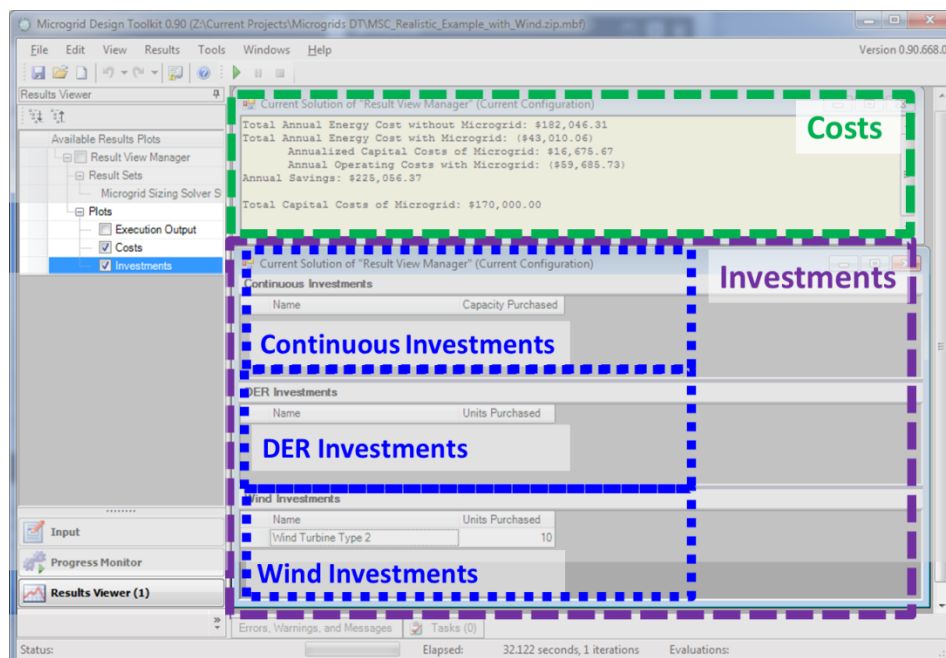 Microgrid Design Toolkit 0.90 (Z:\Current Projects\Microgrids DT\MSC_Realistic_Example_with_Wind.zip.mbf)
File Edit View Results Tools Windows Help Version 0.90.668.0
Results Viewer
Available Results Plots
Result View Manager
Result Sets
Microgrid Sizing Solver S
Plots
Execution Output
Costs
Investments
Input
Progress Monitor
Results Viewer (1)
Current Solution of "Result View Manager" (Current Configuration)
Costs
Total Annual Energy Cost without Microgrid: $182,046.31
Total Annual Energy Cost with Microgrid: ($43,010.06)
Annualized Capital Costs of Microgrid: $16,675.67
Annual Operating Costs with Microgrid: ($59,685.73)
Annual Savings: $225,056.37
Total Capital Costs of Microgrid: $170,000.00
Current Solution of "Result View Manager" (Current Configuration)
Investments
Continuous Investments
Name Capacity Purchased
Continuous Investments
DER Investments
Name Units Purchased
DER Investments
Wind Investments
Name Units Purchased
Wind Turbine Type 2 10
Wind Investments
Errors, Warnings, and Messages Tasks (0)
Status: Elapsed: 32.122 seconds, 1 iterations Evaluations: